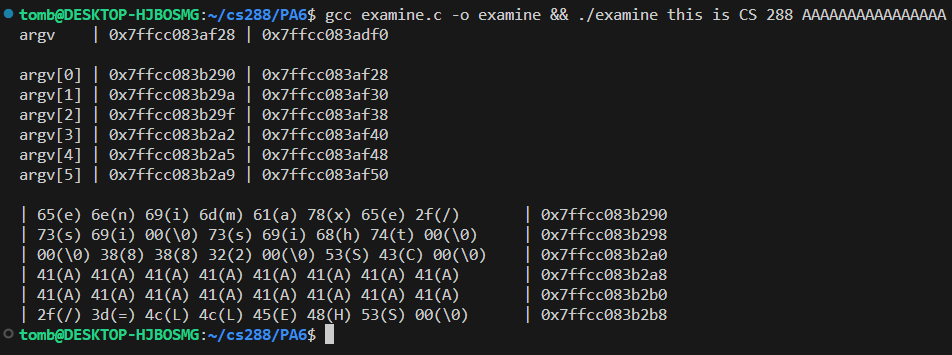 tomb@DESKTOP-HJBOSMG:~/cs288/PA6$ gcc examine.c -o examine && ./examine this is CS 288 AAAAAAAAAAAAAAAA
argv    | 0x7ffcc083af28 | 0x7ffcc083adf0
argv[0] | 0x7ffcc083b290 | 0x7ffcc083af28
argv[1] | 0x7ffcc083b29a | 0x7ffcc083af30
argv[2] | 0x7ffcc083b29f | 0x7ffcc083af38
argv[3] | 0x7ffcc083b2a2 | 0x7ffcc083af40
argv[4] | 0x7ffcc083b2a5 | 0x7ffcc083af48
argv[5] | 0x7ffcc083b2a9 | 0x7ffcc083af50
| 65(e) 6e(n) 69(i) 6d(m) 61(a) 78(x) 65(e) 2f(/)       | 0x7ffcc083b290
| 73(s) 69(i) 00(\0) 73(s) 69(i) 68(h) 74(t) 00(\0)     | 0x7ffcc083b298
| 00(\0) 38(8) 38(8) 32(2) 00(\0) 53(S) 43(C) 00(\0)    | 0x7ffcc083b2a0
| 41(A) 41(A) 41(A) 41(A) 41(A) 41(A) 41(A) 41(A)       | 0x7ffcc083b2a8
| 41(A) 41(A) 41(A) 41(A) 41(A) 41(A) 41(A) 41(A)       | 0x7ffcc083b2b0
| 2f(/) 3d(=) 4c(L) 4c(L) 45(E) 48(H) 53(S) 00(\0)      | 0x7ffcc083b2b8
tomb@DESKTOP-HJBOSMG:~/cs288/PA6$